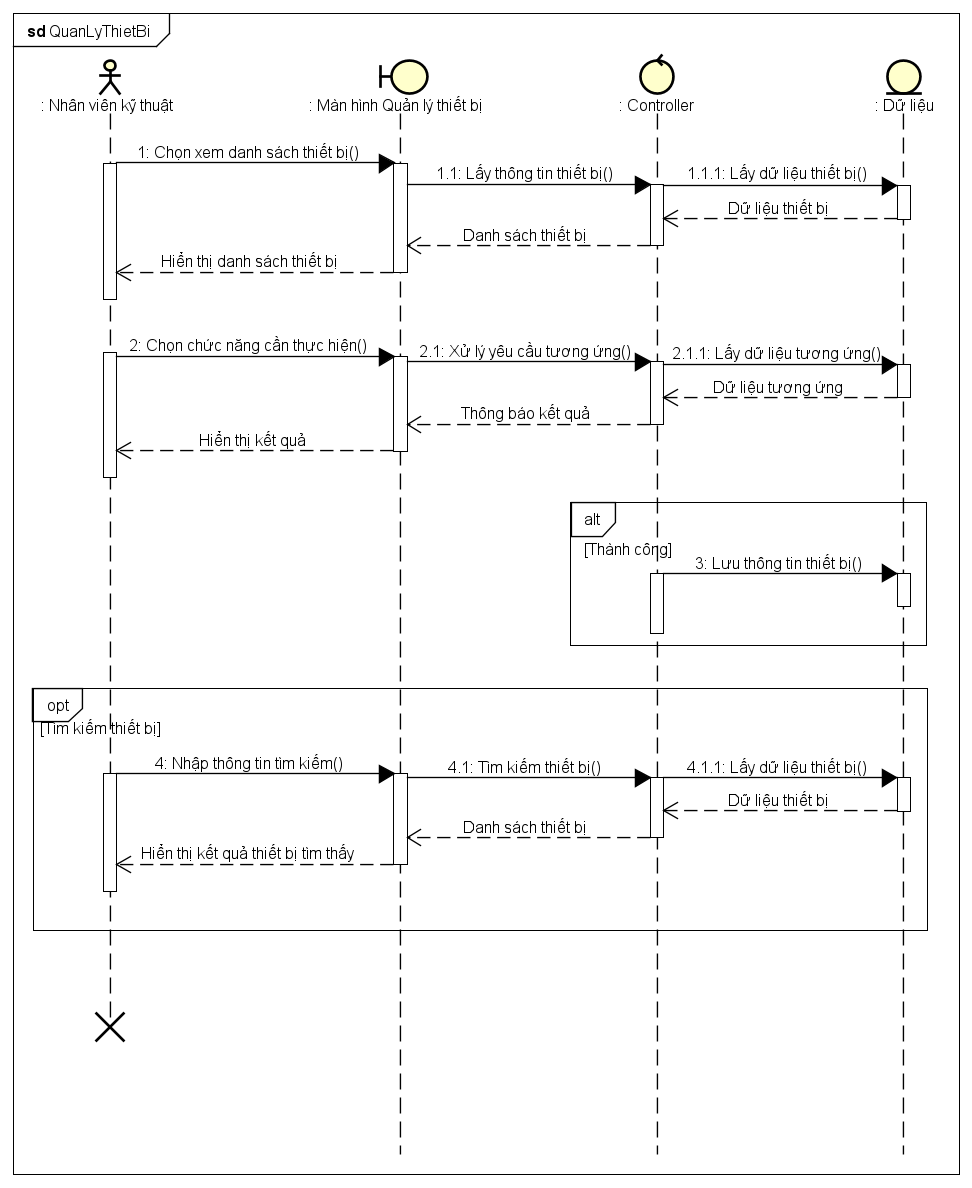 sd QuanLyThietBi
: Nhân viên kỹ thuật
: Màn hình Quản lý thiết bị
: Controller
: Dữ liệu
1: Chọn xem danh sách thiết bị()
1.1: Lấy thông tin thiết bị()
1.1.1: Lấy dữ liệu thiết bị()
Dữ liệu thiết bị
Danh sách thiết bị
Hiển thị danh sách thiết bị
2: Chọn chức năng cần thực hiện()
2.1: Xử lý yêu cầu tương ứng()
2.1.1: Lấy dữ liệu tương ứng()
Dữ liệu tương ứng
Thông báo kết quả
Hiển thị kết quả
alt
[Thành công]
3: Lưu thông tin thiết bị()
opt
[Tìm kiếm thiết bị]
4: Nhập thông tin tìm kiếm()
4.1: Tìm kiếm thiết bị()
4.1.1: Lấy dữ liệu thiết bị()
Dữ liệu thiết bị
Danh sách thiết bị
Hiển thị kết quả thiết bị tìm thấy